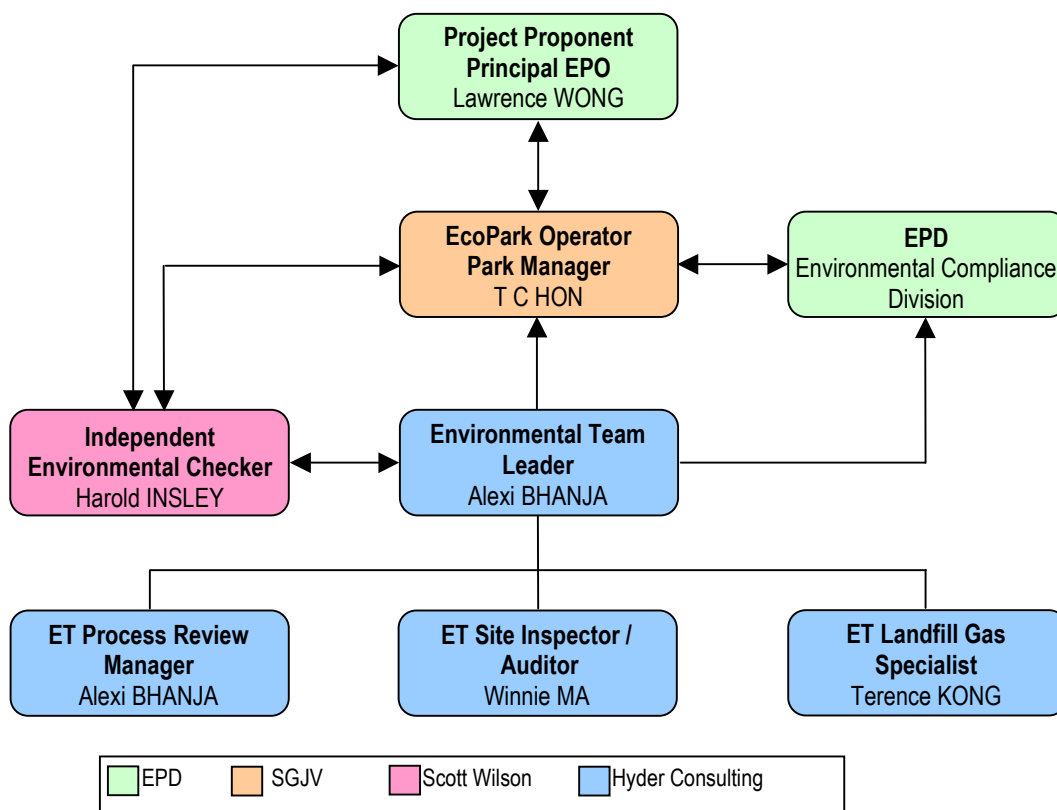 Project Proponent
Principal EPO
Lawrence WONG
EcoPark Operator
Park Manager
T C HON
EPD
Environmental Compliance
Division
Independent
Environmental Checker
Harold INSLEY
Environmental Team
Leader
Alexi BHANJA
ET Process Review
Manager
Alexi BHANJA
ET Site Inspector /
Auditor
Winnie MA
ET Landfill Gas
Specialist
Terence KONG
EPD SGJV Scott Wilson Hyder Consulting